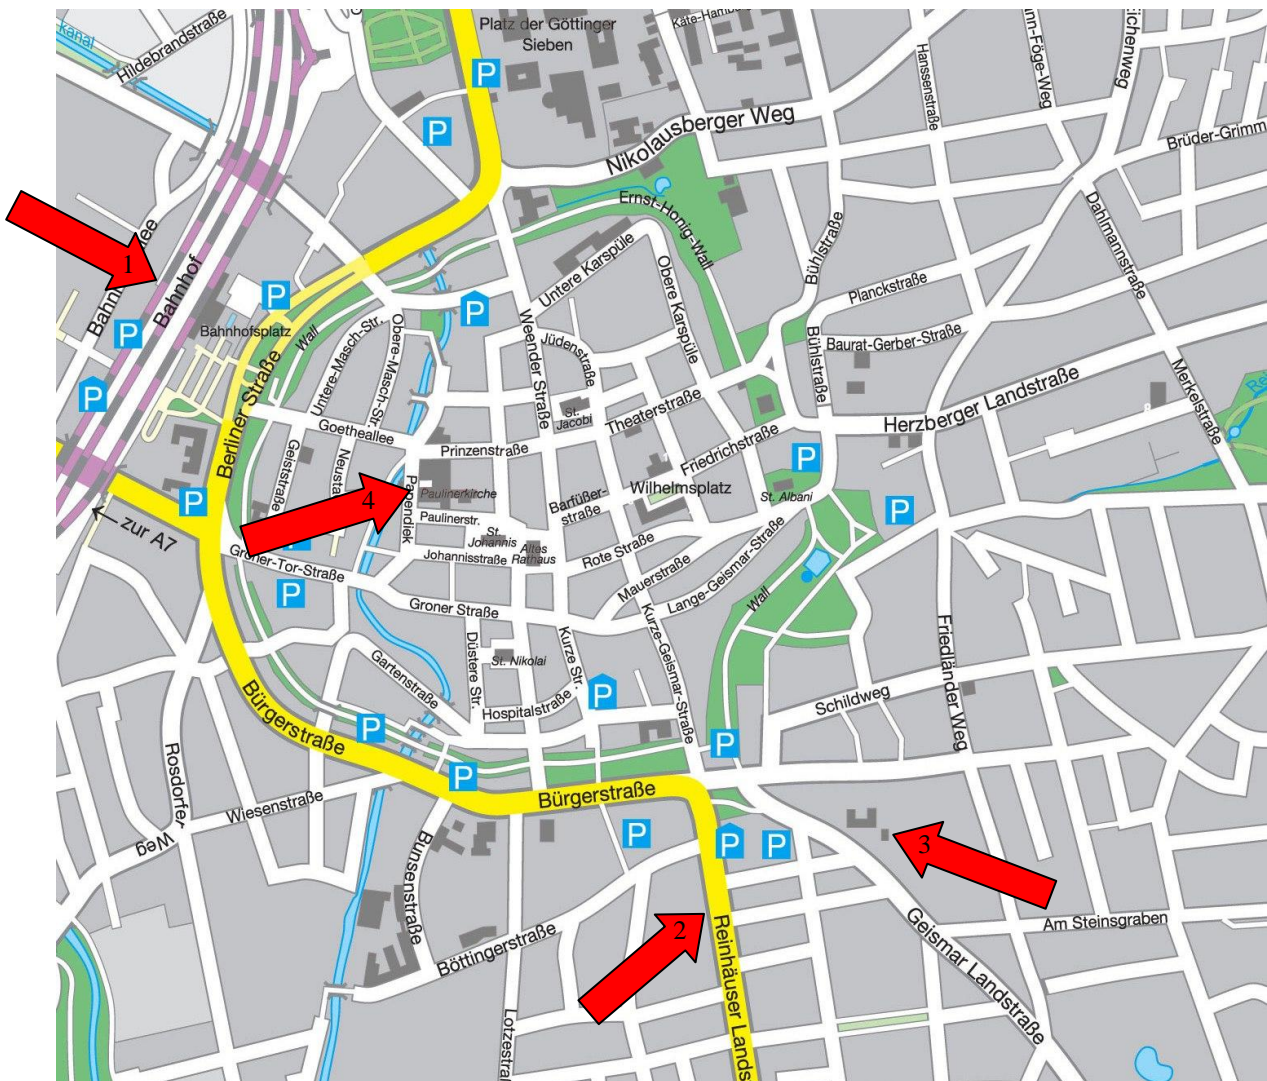 kanal
Hildebrandstraße
Platz der Göttinger
Sieben
P
P
Nikolausberger Weg
Hanssenstraße
ann-Föge-Weg
Eichenweg
Brüder-Grimm
Dahlmannstraße
Ernst-Honig-Wall
1
Bahnhof
P
P
P
P
Bahnhofsplatz
Berliner Straße
Wall
Untere-Masch-Str.
Obere-Masch-Str.
Weender Straße
Untere Karspüle
Obere Karspüle
Jüdenstraße
Bühlstraße
Bühlstraße
Planckstraße
Baurat-Gerber-Straße
Herzberger Landstraße
Merkelstraße
Theaterstraße
St.
Jacobi
Goetheallee
Prinzenstraße
Friedrichstraße
Geiststraße
P
4
Papendiek
Paulinerkirche
Wilhelmsplatz
Barfüßer-
straße
St. Albani
P
P
P
zur A7
Paulinerstr.
St.
Johannis
Altes
Rathaus
Johannisstraße
Rote Straße
Groner-Tor-Straße
P
Groner Straße
Mauerstraße
Lange-Geismar-Straße
Wall
Kurze-Geismar-Straße
Friedländer Weg
Gartenstraße
Düstere Str.
St. Nikolai
Kurze Str.
Hospitalstraße
P
Schildweg
Bürgerstraße
P
P
P
Bürgerstraße
Rosdorfer
Weg
Wiesenstraße
Bunsenstraße
P
P
P
3
2
Böttingerstraße
Reinhäuser Lands
Geismar Landstraße
Am Steinsgraben